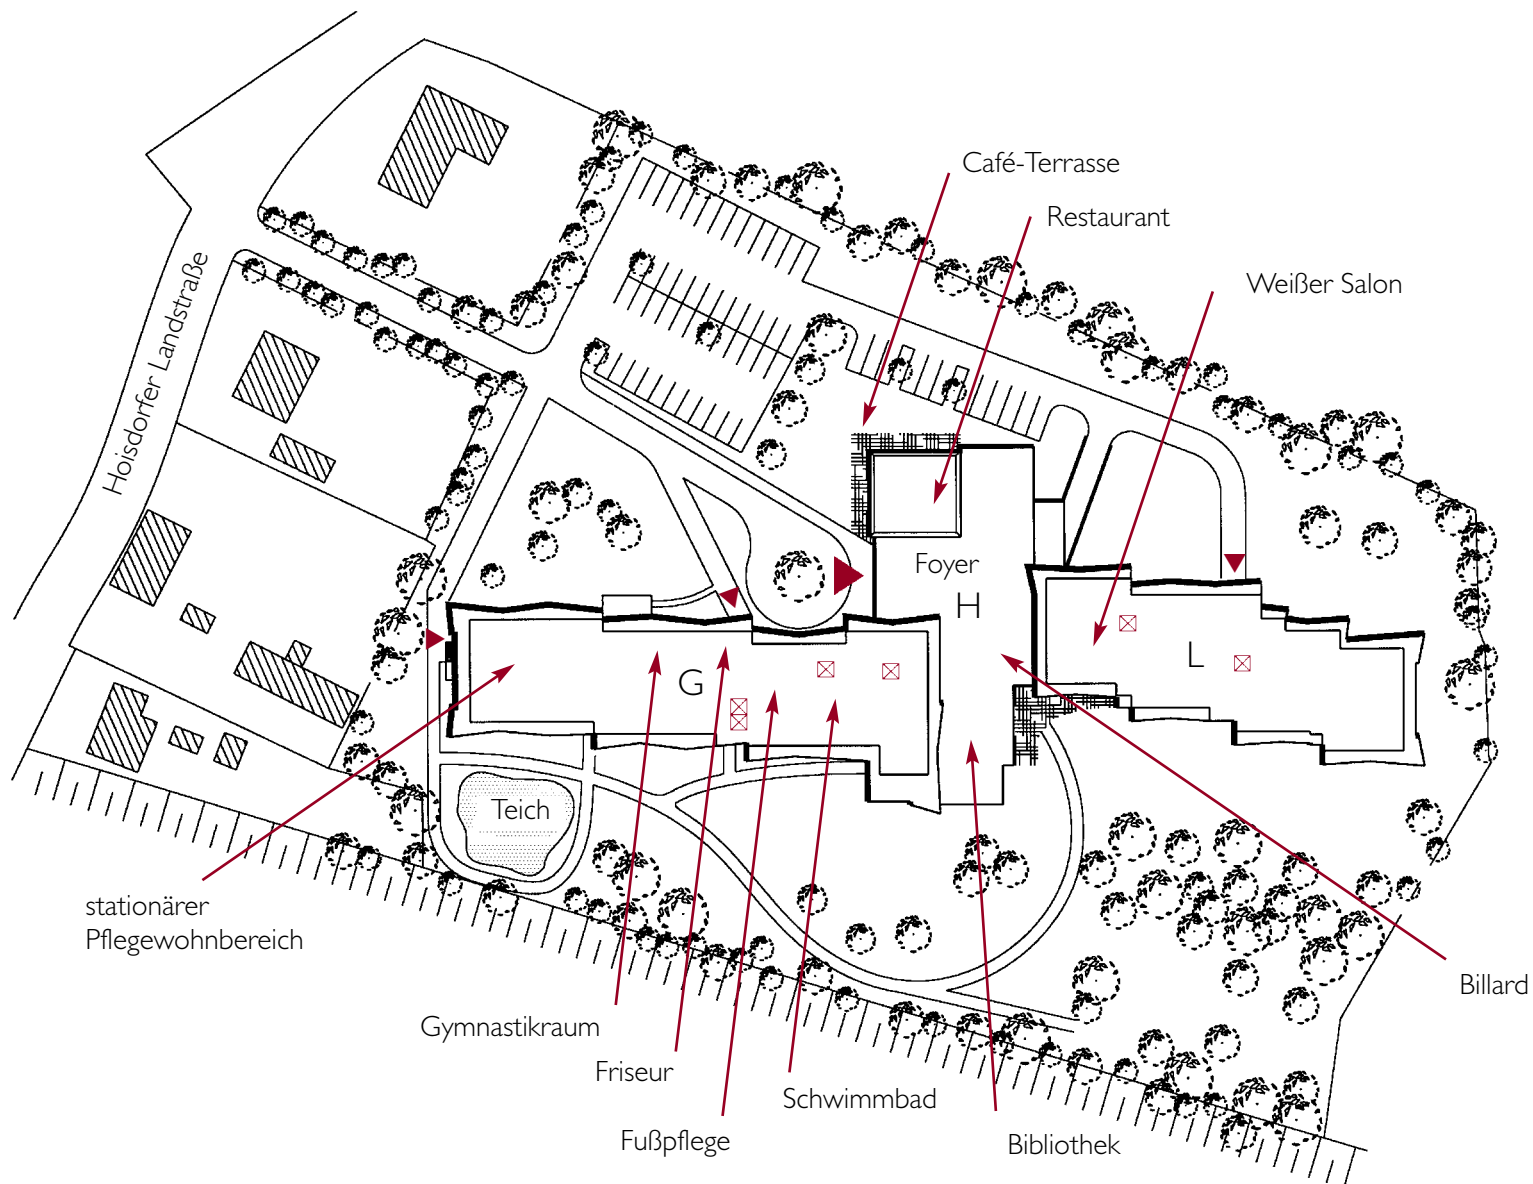 Café-Terrasse
Restaurant
Weißer Salon
Hoisdorfer Landstraße
Foyer
H
L
G
Teich
stationärer
Pflegewohnbereich
Billard
Gymnastikraum
Friseur
Schwimmbad
Fußpflege
Bibliothek